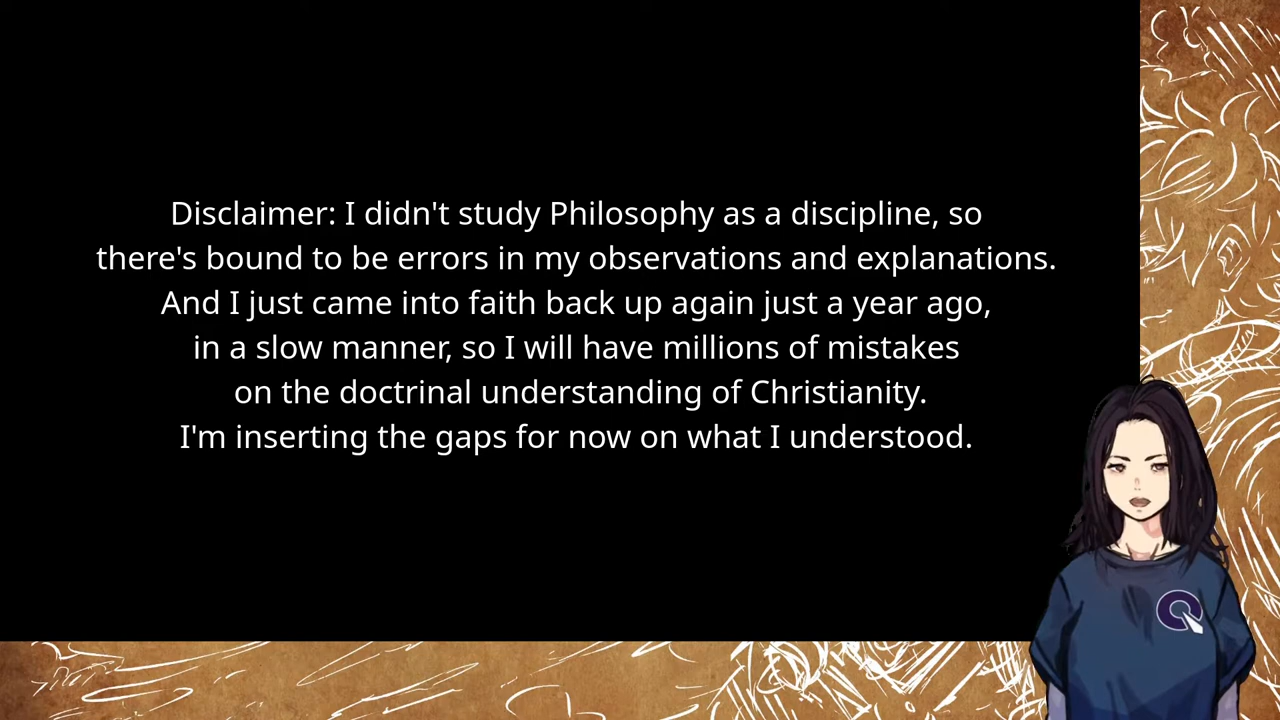 Disclaimer: I didn't study Philosophy as a discipline, so
there's bound to be errors in my observations and explanations.
And I just came into faith back up again just a year ago,
in a slow manner, so I will have millions of mistakes
on the doctrinal understanding of Christianity.
I'm inserting the gaps for now on what I understood.